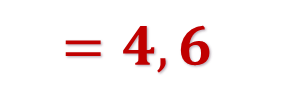 = 4,6